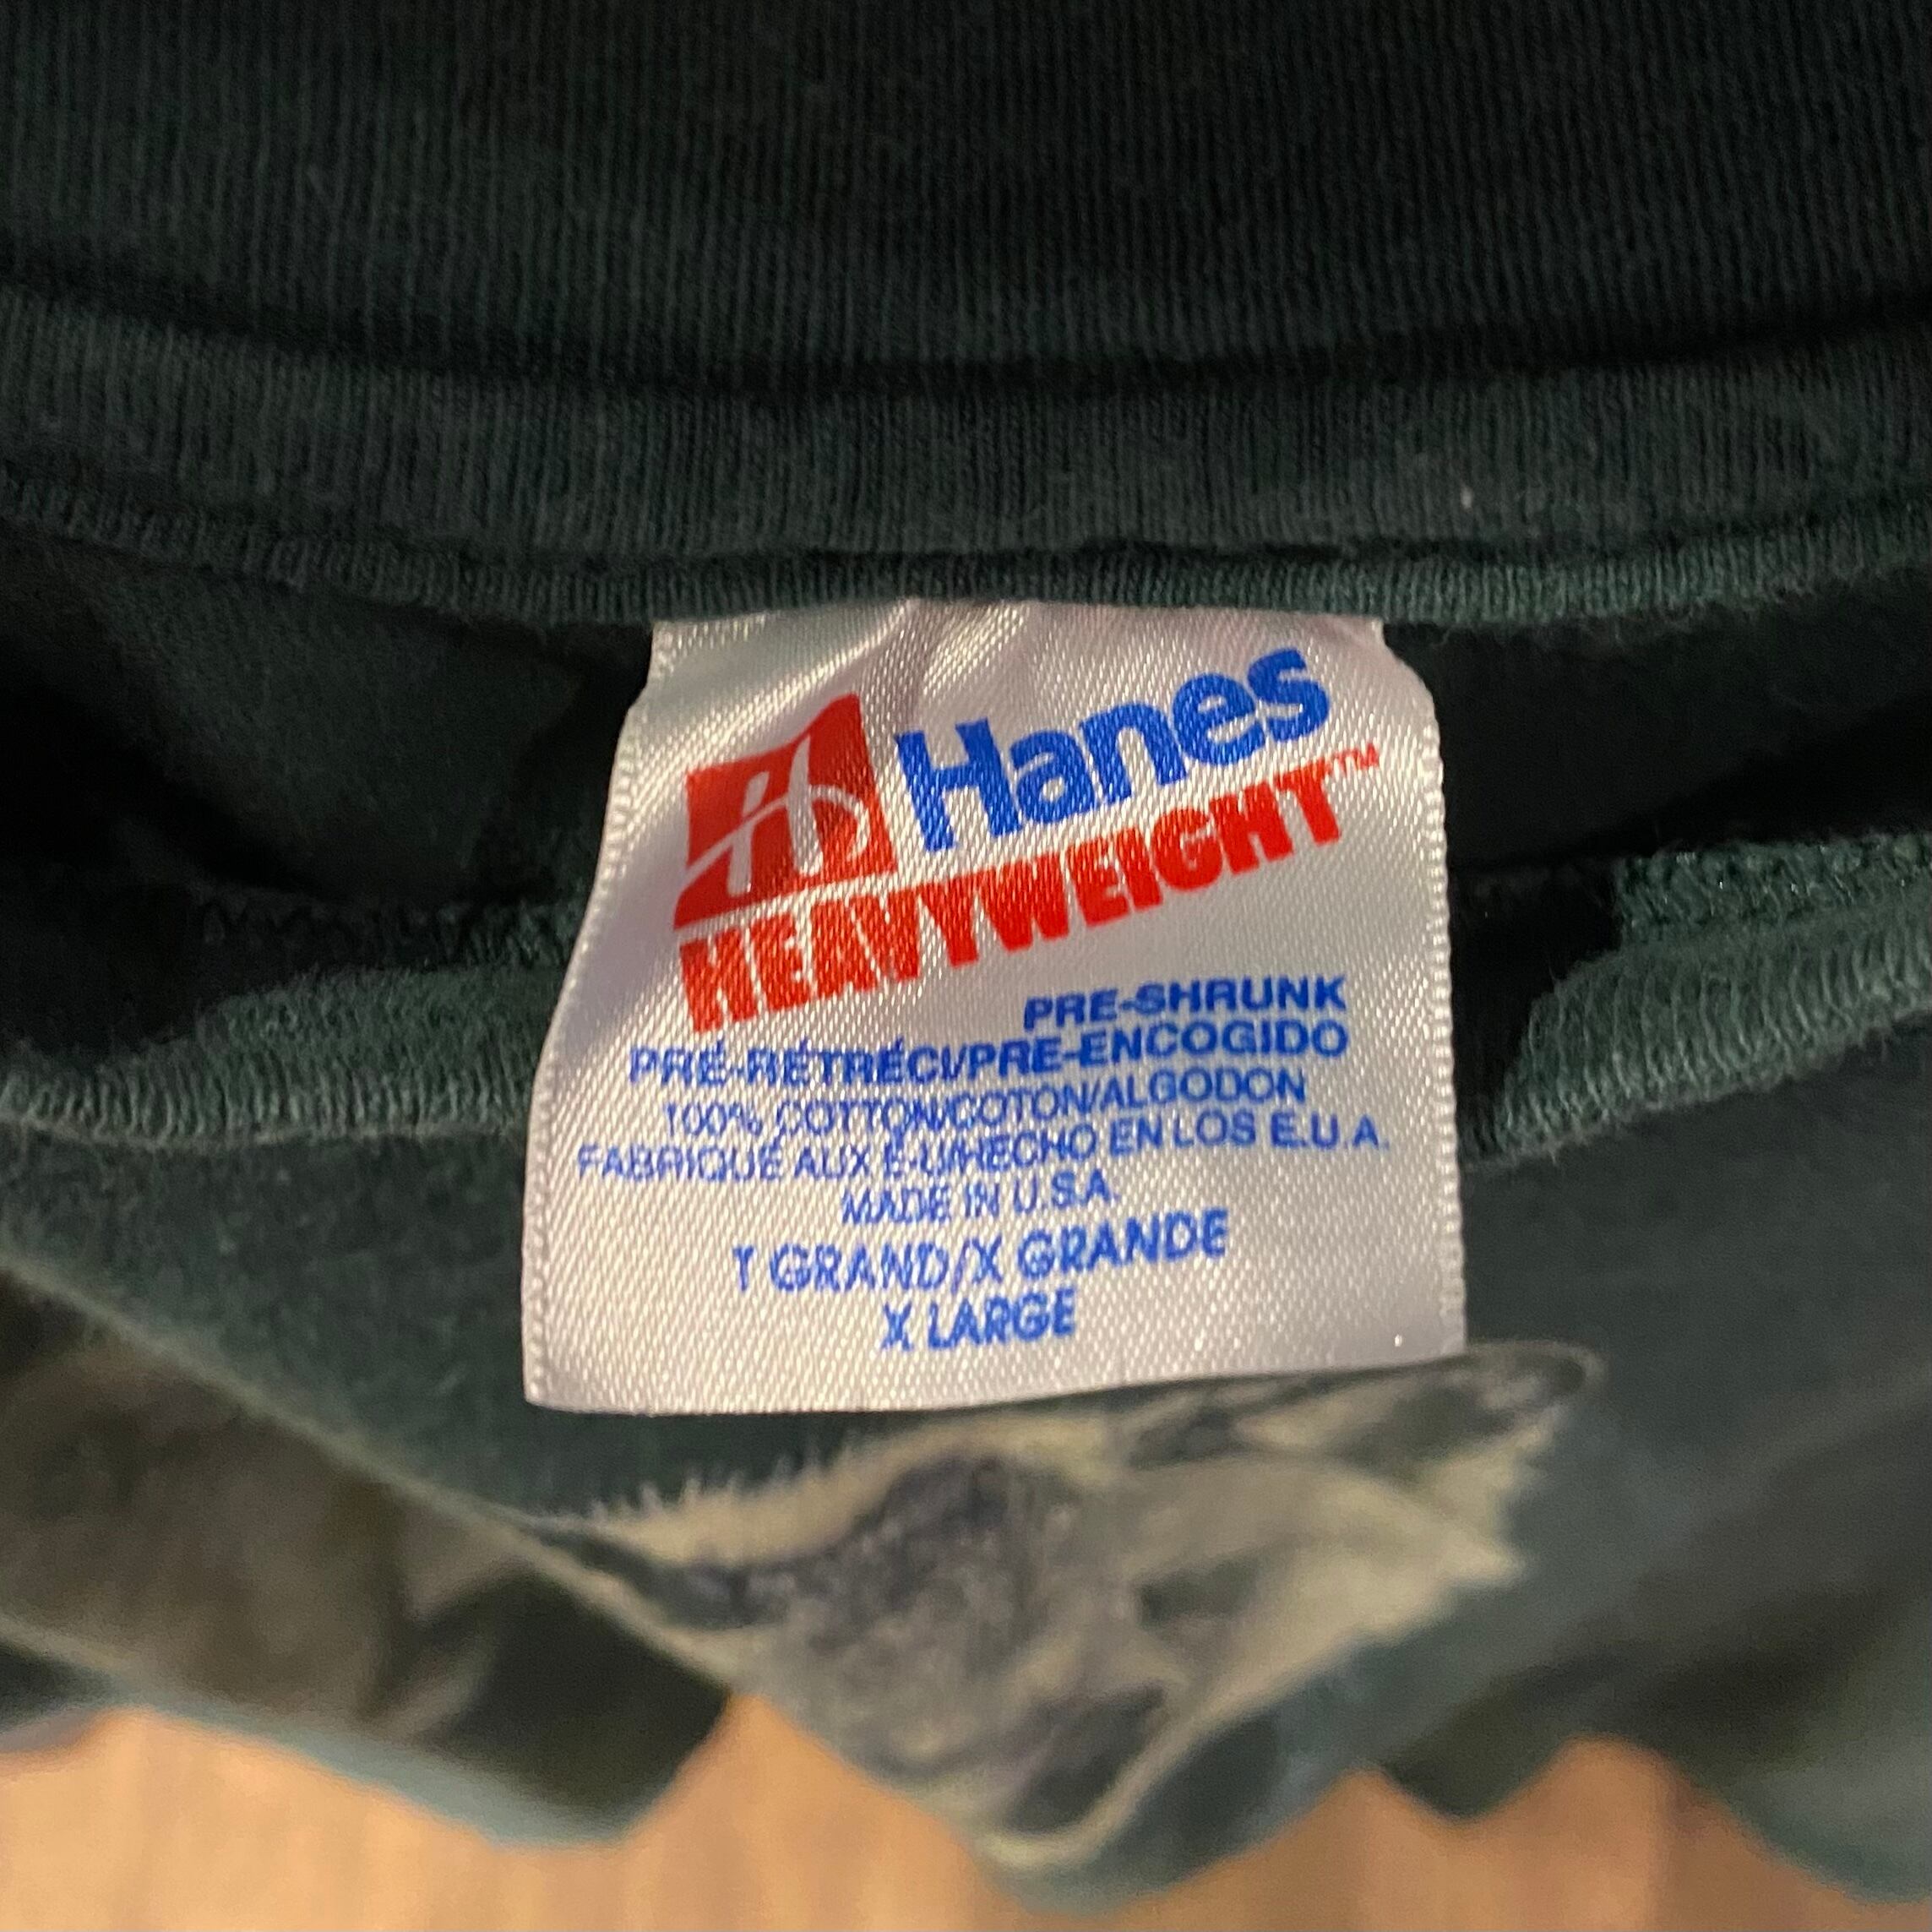 Hanes
HEAVYWEIGHT™
PRE-SHRUNK
PRÉ-RÉTRÉCI/PRE-ENCOGIDO
100% COTTON/COTON/ALGODON
FABRIQUÉ AUX É-U/HECHO EN LOS E.U.A.
MADE IN U.S.A.
T GRAND/X GRANDE
X LARGE